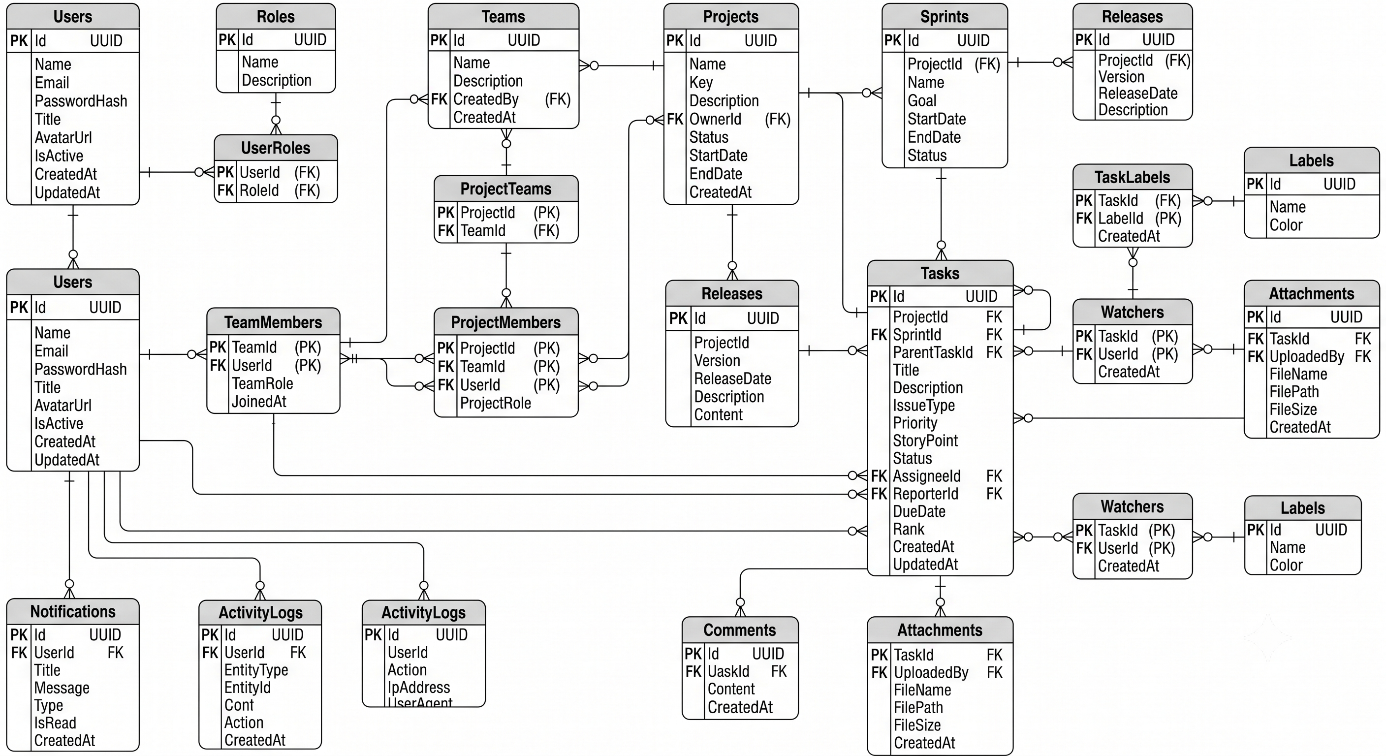 Users
PK Id UUID
Name
Email
PasswordHash
Title
AvatarUrl
IsActive
CreatedAt
UpdatedAt
Roles
PK Id UUID
Name
Description
UserRoles
PK UserId (FK)
FK RoleId (FK)
Teams
PK Id UUID
Name
Description
FK CreatedBy (FK)
CreatedAt
ProjectTeams
PK ProjectId (PK)
FK TeamId (FK)
Projects
PK Id UUID
Name
Key
Description
FK OwnerId (FK)
Status
StartDate
EndDate
CreatedAt
Sprints
PK Id UUID
ProjectId (FK)
Name
Goal
StartDate
EndDate
Status
Releases
PK Id UUID
ProjectId (FK)
Version
ReleaseDate
Description
TaskLabels
PK TaskId (FK)
FK LabelId (PK)
CreatedAt
Labels
PK Id UUID
Name
Color
Users
PK Id UUID
Name
Email
PasswordHash
Title
AvatarUrl
IsActive
CreatedAt
UpdatedAt
TeamMembers
PK TeamId (PK)
FK UserId (PK)
TeamRole
JoinedAt
ProjectMembers
PK ProjectId (PK)
FK TeamId (PK)
FK UserId (PK)
ProjectRole
Releases
PK Id UUID
ProjectId
Version
ReleaseDate
Description
Content
Tasks
PK Id UUID
ProjectId FK
FK SprintId FK
ParentTaskId FK
Title
Description
IssueType
Priority
StoryPoint
Status
FK AssigneeId FK
FK ReporterId FK
DueDate
Rank
CreatedAt
UpdatedAt
Watchers
PK TaskId (PK)
FK UserId (PK)
CreatedAt
Attachments
PK Id UUID
FK TaskId FK
FK UploadedBy FK
FileName
FilePath
FileSize
CreatedAt
Watchers
PK TaskId (PK)
FK UserId (PK)
CreatedAt
Labels
PK Id UUID
Name
Color
Notifications
PK Id UUID
FK UserId FK
Title
Message
Type
IsRead
CreatedAt
ActivityLogs
PK Id UUID
FK UserId FK
EntityType
EntityId
Cont
Action
CreatedAt
ActivityLogs
PK Id UUID
UserId
Action
IpAddress
UserAgent
Comments
PK Id UUID
FK UaskId FK
Content
CreatedAt
Attachments
PK TaskId FK
FK UploadedBy FK
FileName
FilePath
FileSize
CreatedAt